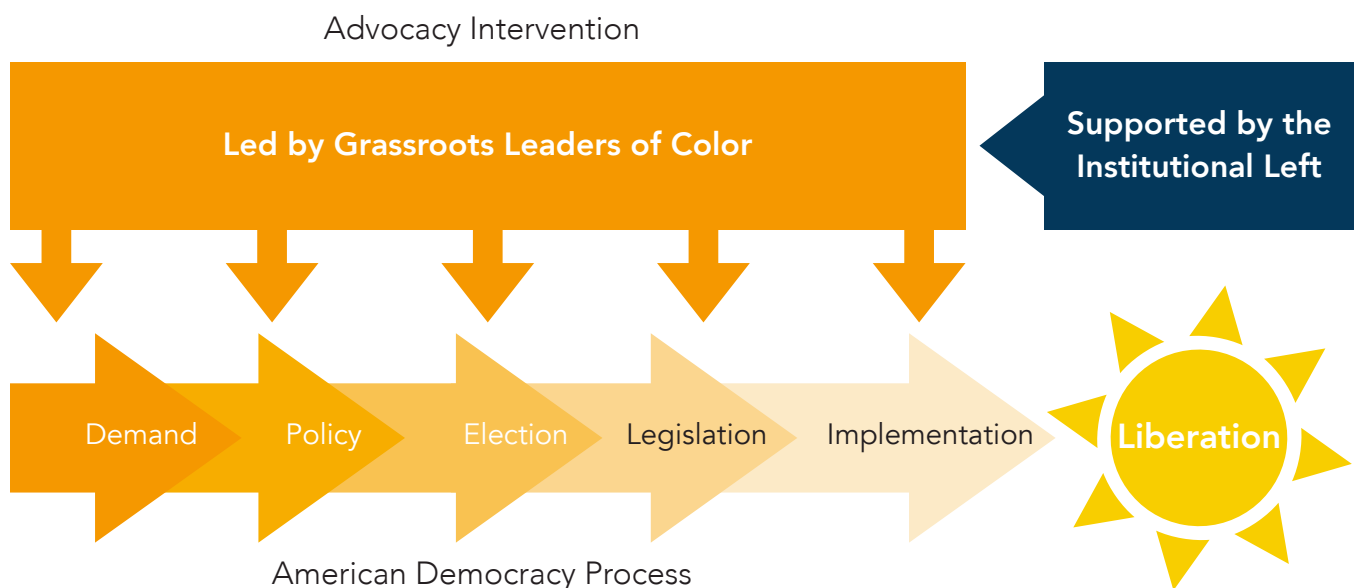 Advocacy Intervention
Led by Grassroots Leaders of Color
Supported by the
Institutional Left
Demand
Policy
Election
Legislation
Implementation
Liberation
American Democracy Process